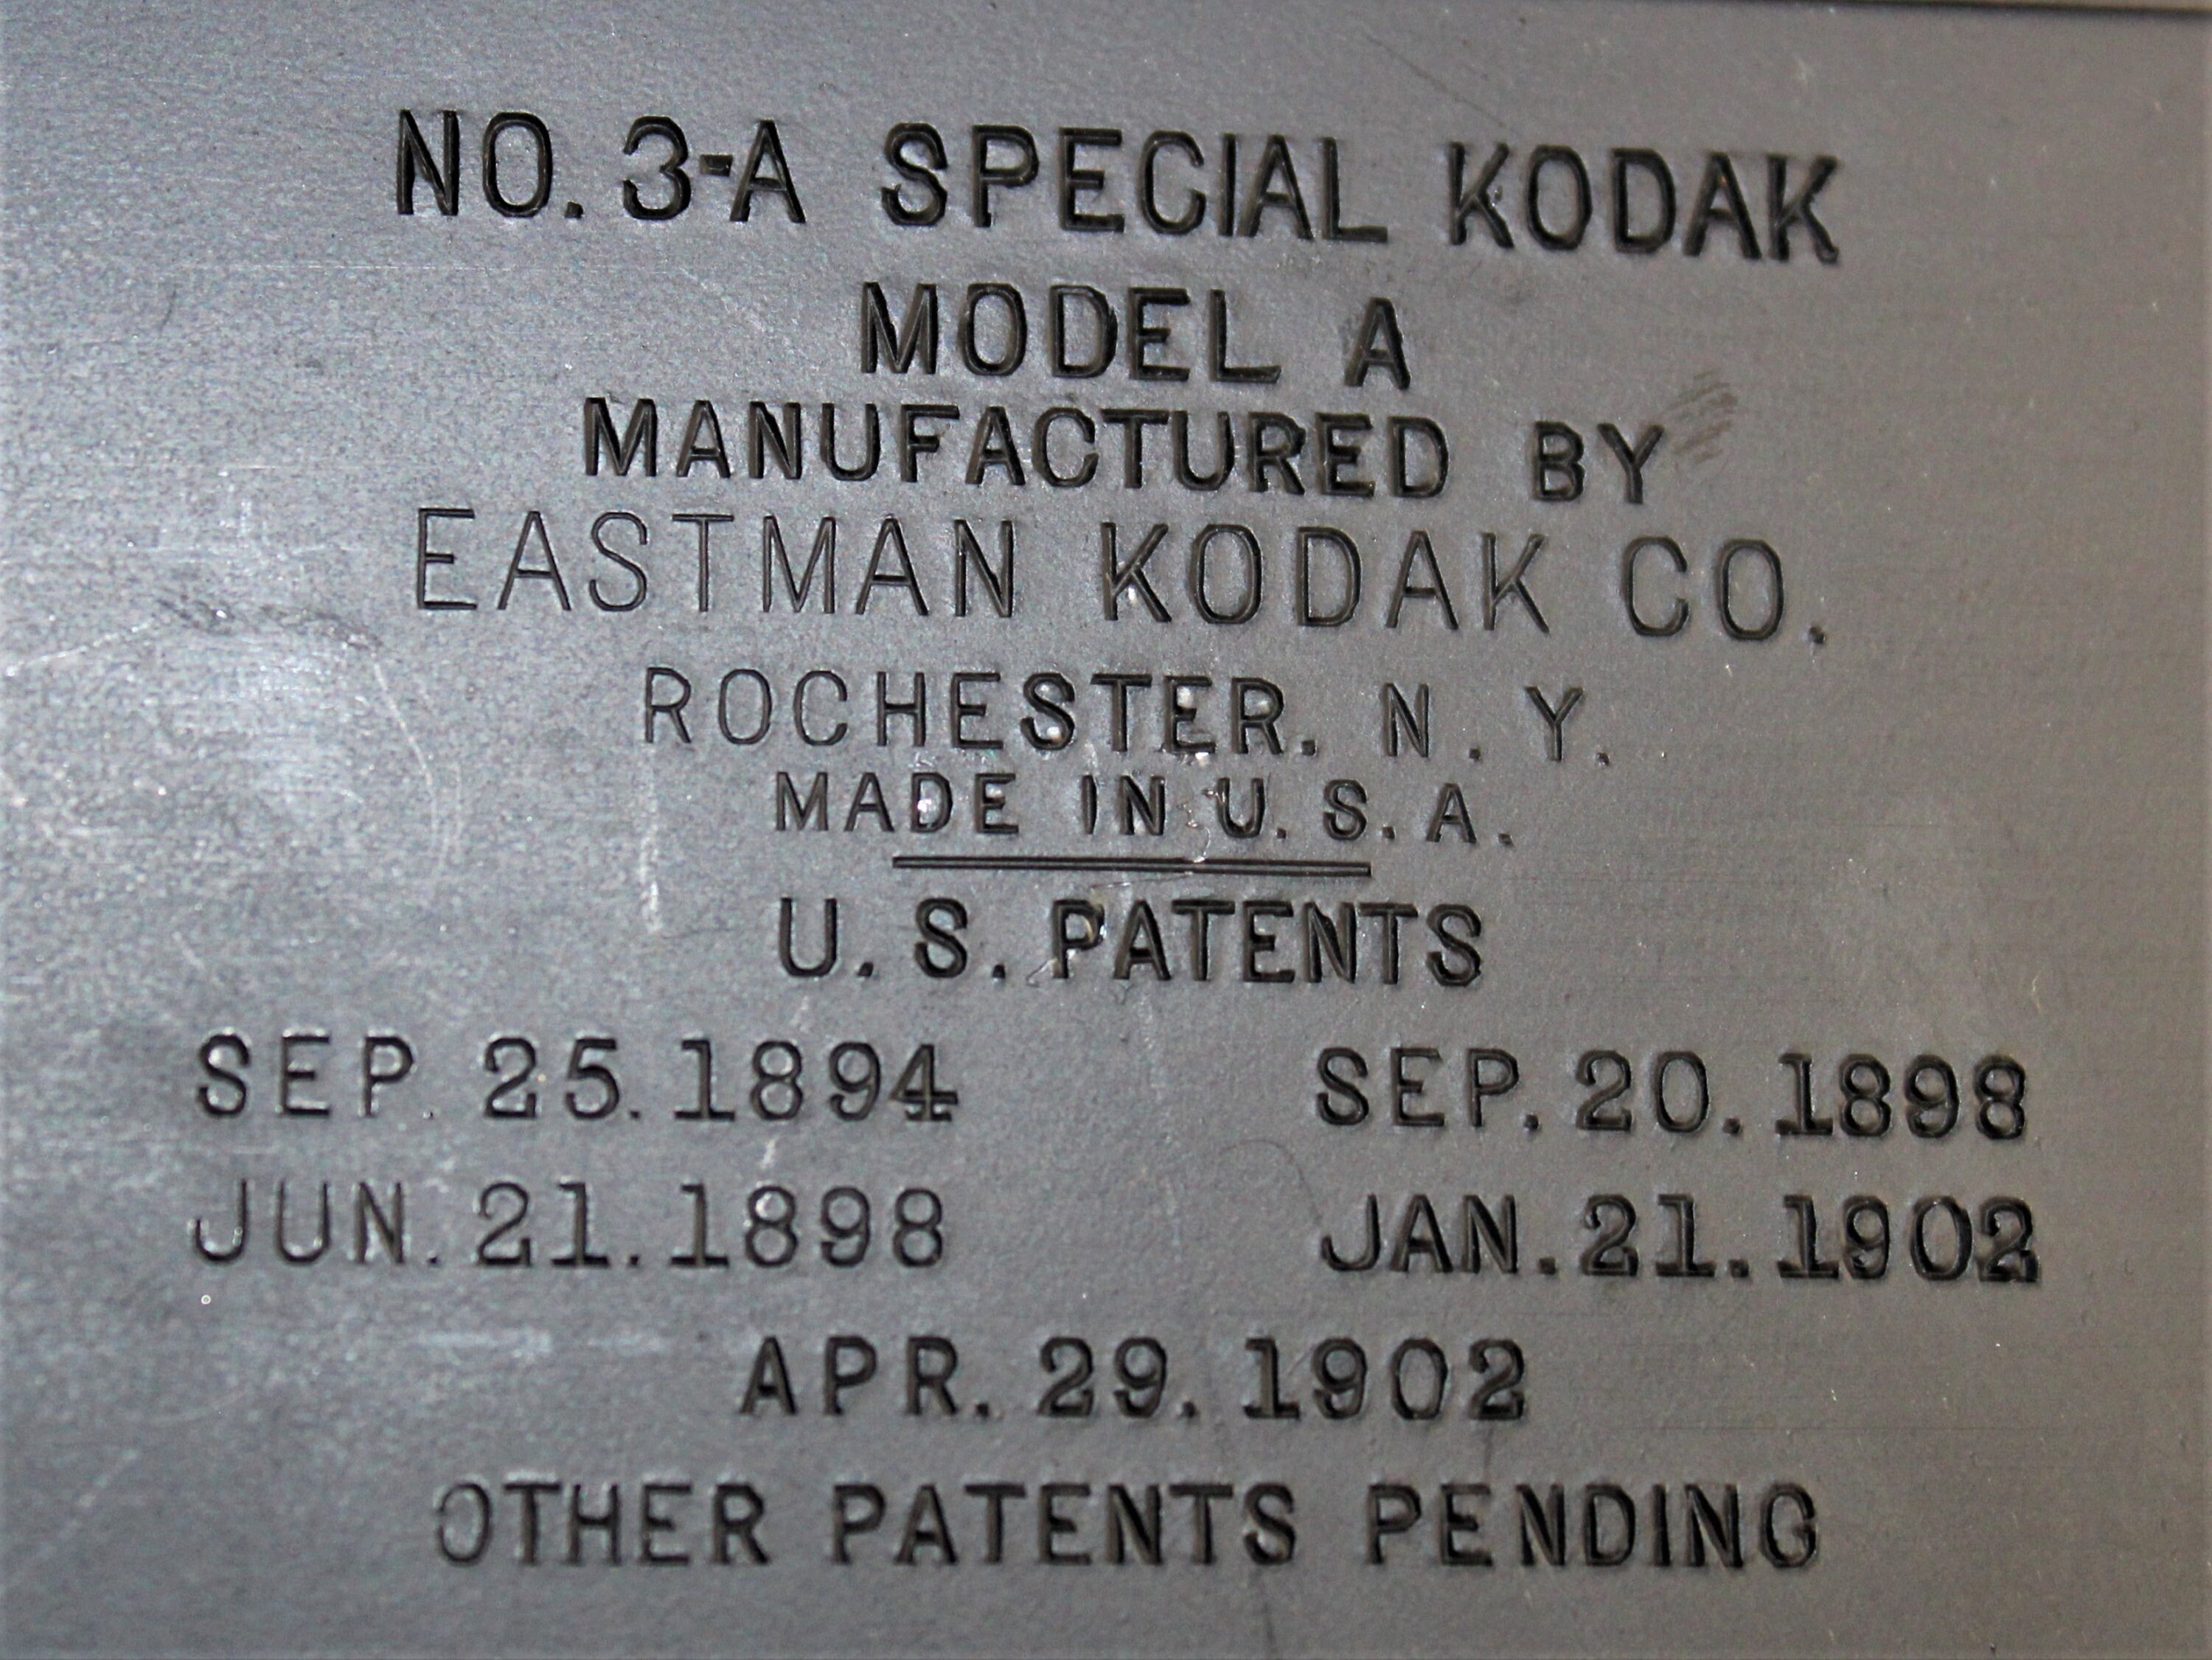 NO. 3-A SPECIAL KODAK
MODEL A
MANUFACTURED BY
EASTMAN KODAK CO.
ROCHESTER. N. Y.
MADE IN U. S. A.
U. S. PATENTS
SEP. 25. 1894 SEP. 20. 1898
JUN. 21. 1898 JAN. 21. 1902
APR. 29. 1902
OTHER PATENTS PENDING